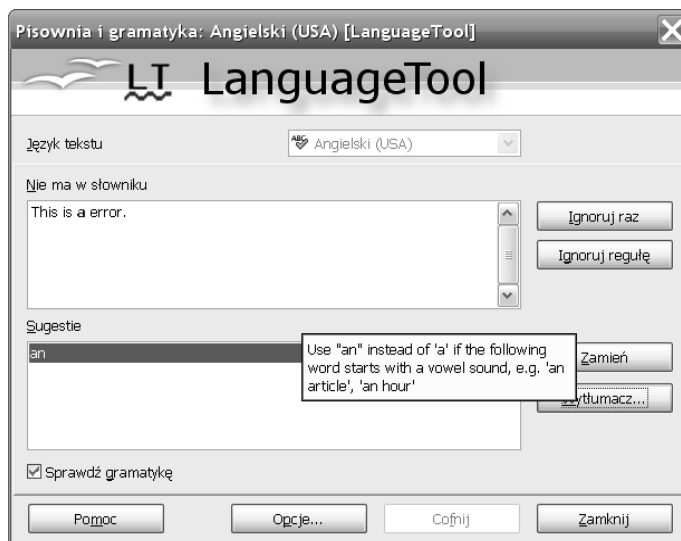 Pisownia i gramatyka: Angielski (USA) [LanguageTool]
LT LanguageTool
Język tekstu
ABC Angielski (USA)
Nie ma w słowniku
This is a error.
Ignoruj raz
Ignoruj regułę
Sugestie
an
Use "an" instead of 'a' if the following
word starts with a vowel sound, e.g. 'an
article', 'an hour'
Zamień
Wytłumacz...
Sprawdź gramatykę
Pomoc
Opcje...
Cofnij
Zamknij